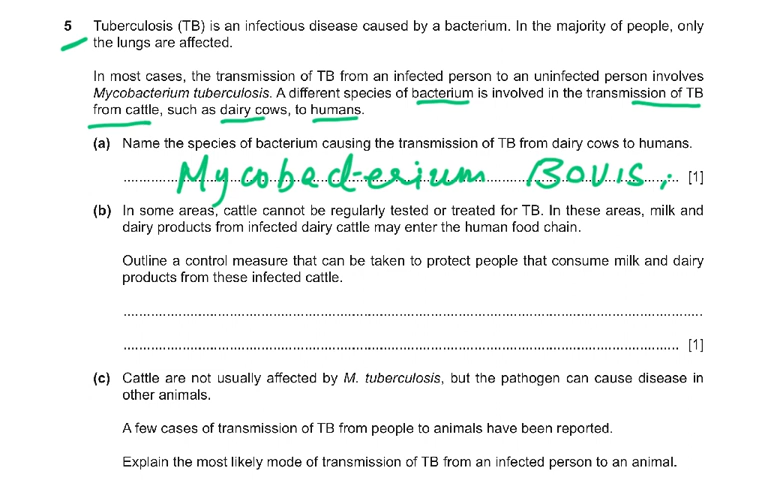 5 Tuberculosis (TB) is an infectious disease caused by a bacterium. In the majority of people, only
the lungs are affected.
In most cases, the transmission of TB from an infected person to an uninfected person involves
Mycobacterium tuberculosis. A different species of bacterium is involved in the transmission of TB
from cattle, such as dairy cows, to humans.
(a) Name the species of bacterium causing the transmission of TB from dairy cows to humans.
Mycobacterium BOVIS; [1]
(b) In some areas, cattle cannot be regularly tested or treated for TB. In these areas, milk and
dairy products from infected dairy cattle may enter the human food chain.
Outline a control measure that can be taken to protect people that consume milk and dairy
products from these infected cattle.
[1]
(c) Cattle are not usually affected by M. tuberculosis, but the pathogen can cause disease in
other animals.
A few cases of transmission of TB from people to animals have been reported.
Explain the most likely mode of transmission of TB from an infected person to an animal.